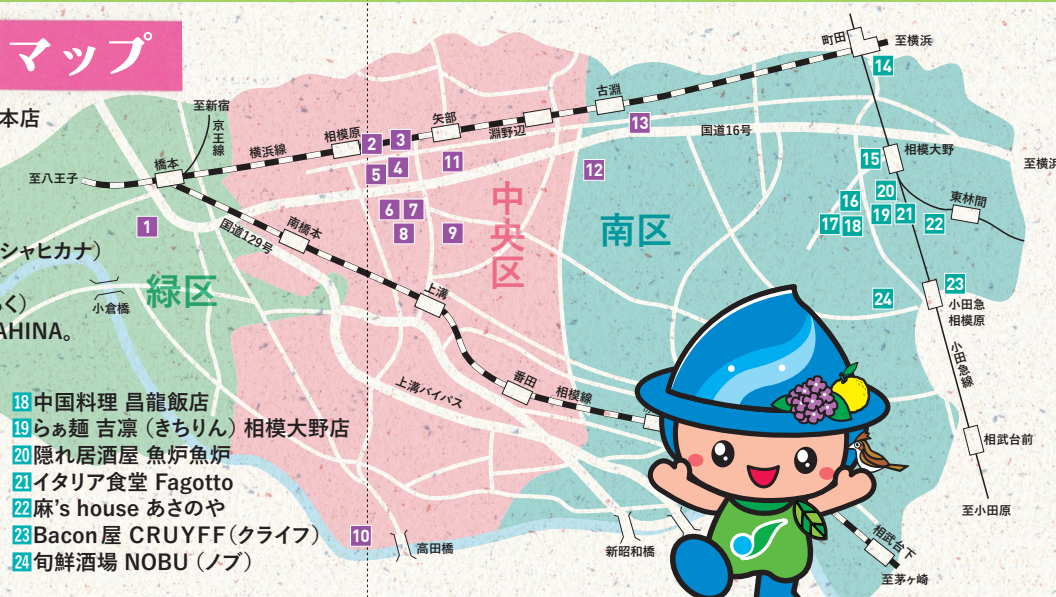 マップ
本店
シャヒカナ）
く）
AHINA。
至新宿
京王線
至八王子
橋本
横浜線
相模原
矢部
淵野辺
古淵
町田
至横浜
国道16号
相模大野
至横浜
東林間
小田急
相模原
小田急線
相武台前
至小田原
国道129号
南橋本
上溝
上溝バイパス
番田
相模線
小倉橋
高田橋
新昭和橋
相武台下
至茅ヶ崎
緑区
中央区
南区
1
2
3
4
5
6
7
8
9
10
11
12
13
14
15
16
17
18
19
20
21
22
23
24
18中国料理 昌龍飯店
19らぁ麺 吉凛（きちりん）相模大野店
20隠れ居酒屋 魚炉魚炉
21イタリア食堂 Fagotto
22麻's house あさのや
23Bacon屋 CRUYFF（クライフ）
24旬鮮酒場 NOBU（ノブ）